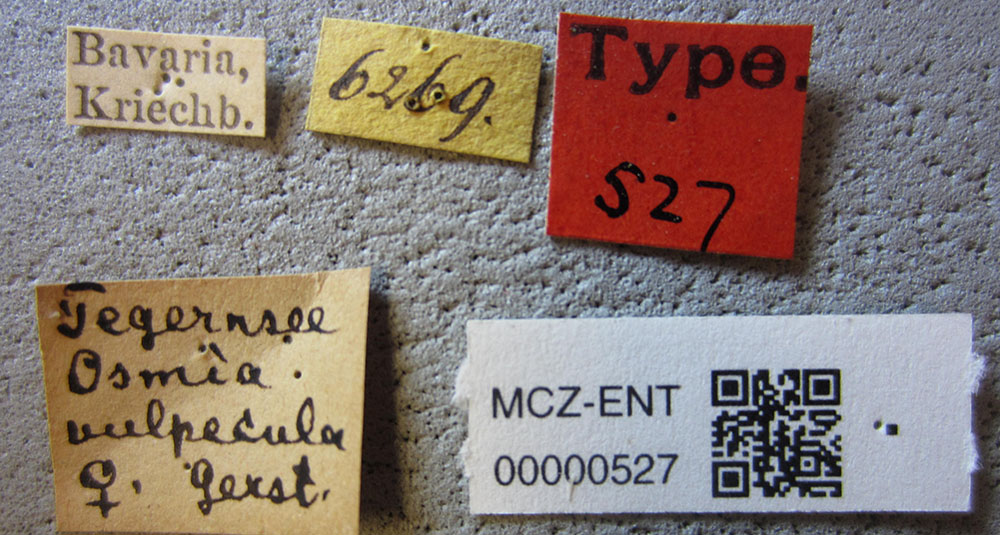 Bavaria,
Kriechb.
6269.
Type.
527
Tegernsee
Osmia.
vulpecula
♀. Gerst.
MCZ-ENT
00000527